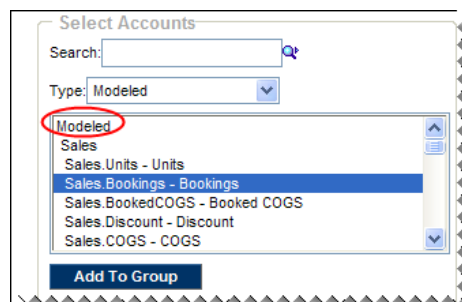 Select Accounts
Search:
Type: Modeled
Modeled
Sales
Sales.Units - Units
Sales.Bookings - Bookings
Sales.BookedCOGS - Booked COGS
Sales.Discount - Discount
Sales.COGS - COGS
Add To Group